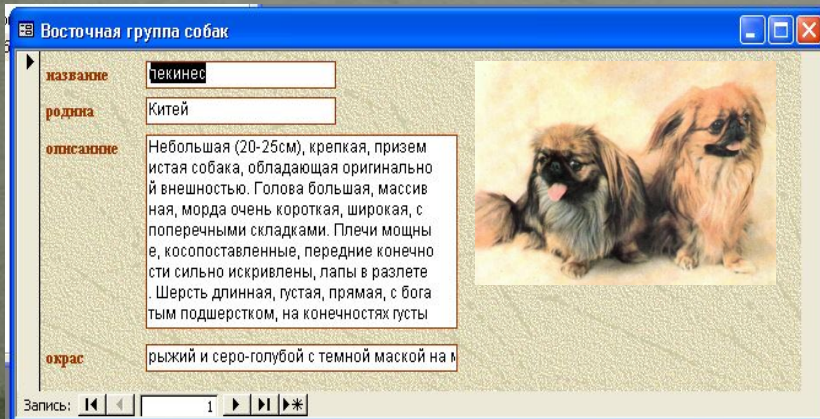 Восточная группа собак
название пекинес
родина Китей
описанние Небольшая (20-25см), крепкая, призем
истая собака, обладающая оригинально
й внешностью. Голова большая, массив
ная, морда очень короткая, широкая, с
поперечными складками. Плечи мощны
е, косопоставленные, передние конечно
сти сильно искривлены, лапы в разлете
. Шерсть длинная, густая, прямая, с бога
тым подшерстком, на конечностях густы
окрас рыжий и серо-голубой с темной маской на м
Запись: 1